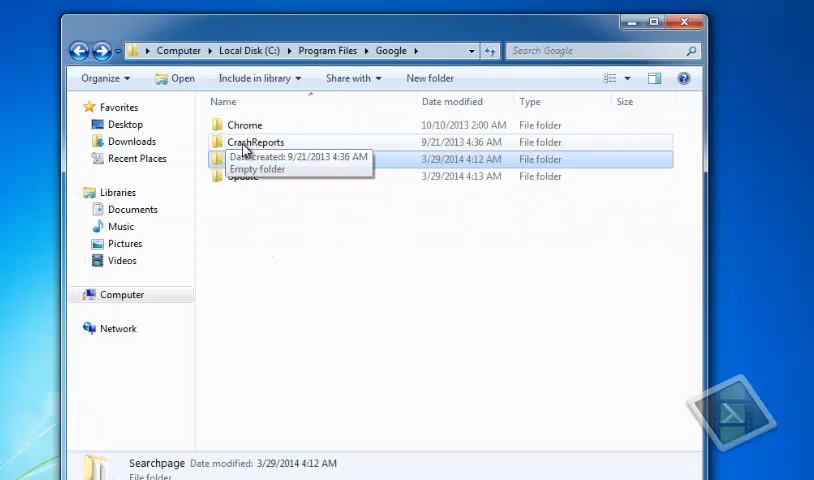 Computer Local Disk (C:) Program Files Google Search Google
Organize Open Include in library Share with New folder
Name Date modified Type Size
Favorites
Desktop
Downloads
Recent Places
Libraries
Documents
Music
Pictures
Videos
Computer
Network
Chrome 10/10/2013 2:00 AM File folder
CrashReports 9/21/2013 4:36 AM File folder
3/29/2014 4:12 AM File folder
Update 3/29/2014 4:13 AM File folder
Date created: 9/21/2013 4:36 AM
Empty folder
Searchpage Date modified: 3/29/2014 4:12 AM
File folder